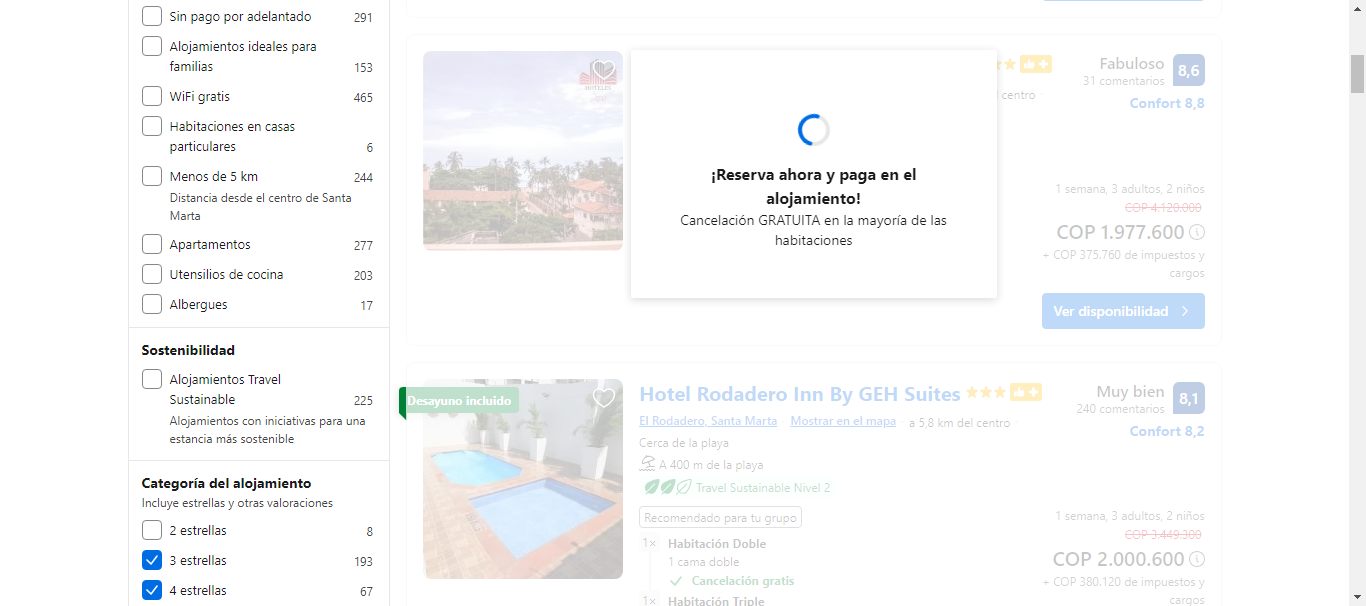 Sin pago por adelantado 291
Alojamientos ideales para
familias 153
WiFi gratis 465
Habitaciones en casas
particulares 6
Menos de 5 km 244
Distancia desde el centro de Santa
Marta
Apartamentos 277
Utensilios de cocina 203
Albergues 17
Sostenibilidad
Alojamientos Travel
Sustainable 225
Alojamientos con iniciativas para una
estancia más sostenible
Categoría del alojamiento
Incluye estrellas y otras valoraciones
2 estrellas 8
3 estrellas 193
4 estrellas 67
HOTELES
¡Reserva ahora y paga en el
alojamiento!
Cancelación GRATUITA en la mayoría de las
habitaciones
centro
Fabuloso 8,6
31 comentarios
Confort 8,8
1 semana, 3 adultos, 2 niños
COP 4.120.000
COP 1.977.600
+ COP 375.760 de impuestos y
cargos
Ver disponibilidad
Desayuno incluido
Hotel Rodadero Inn By GEH Suites
El Rodadero, Santa Marta Mostrar en el mapa a 5,8 km del centro
Cerca de la playa
A 400 m de la playa
Travel Sustainable Nivel 2
Recomendado para tu grupo
1× Habitación Doble
1 cama doble
Cancelación gratis
1× Habitación Triple
Muy bien 8,1
240 comentarios
Confort 8,2
1 semana, 3 adultos, 2 niños
COP 3.449.300
COP 2.000.600
+ COP 380.120 de impuestos y
cargos